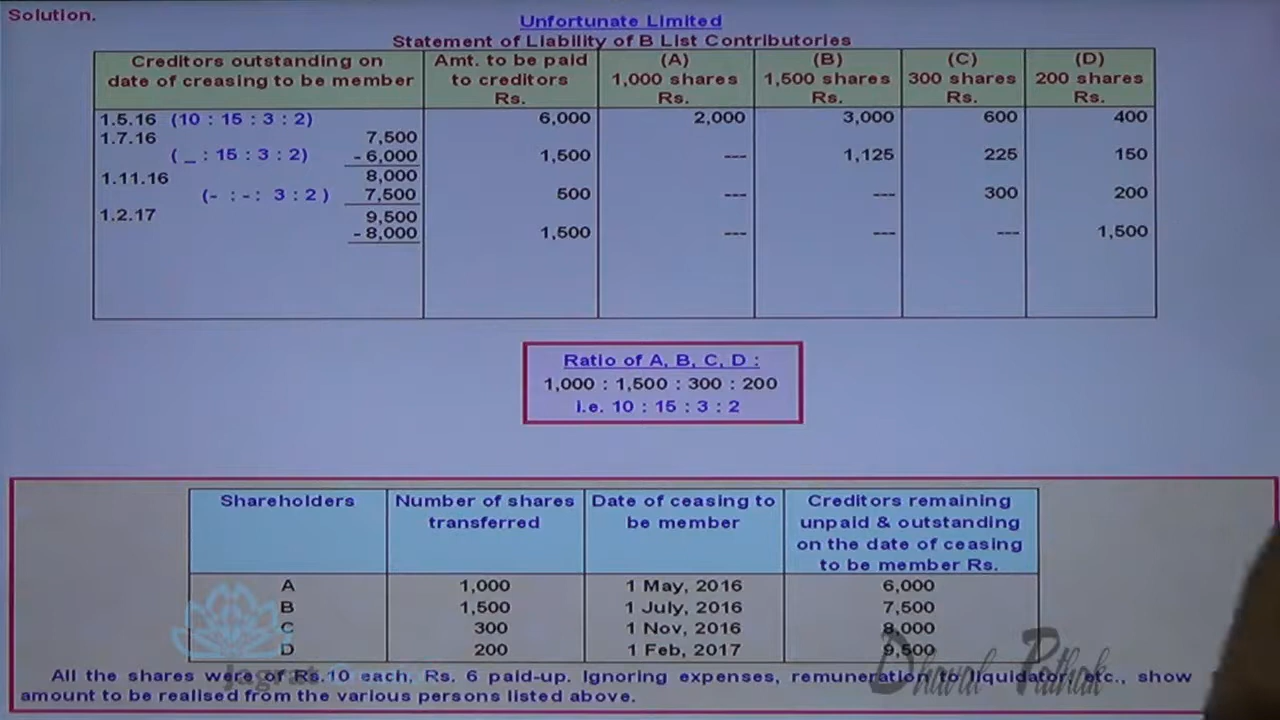 Solution.
Unfortunate Limited
Statement of Liability of B List Contributories
Creditors outstanding on date of creasing to be member | Amt. to be paid to creditors Rs. | (A) 1,000 shares Rs. | (B) 1,500 shares Rs. | (C) 300 shares Rs. | (D) 200 shares Rs.
1.5.16 (10 : 15 : 3 : 2) | 6,000 | 2,000 | 3,000 | 600 | 400
1.7.16 7,500
( _ : 15 : 3 : 2) - 6,000 | 1,500 | --- | 1,125 | 225 | 150
1.11.16 8,000
(- : -: 3 : 2 ) 7,500 | 500 | --- | --- | 300 | 200
1.2.17 9,500
- 8,000 | 1,500 | --- | --- | --- | 1,500
Ratio of A, B, C, D :
1,000 : 1,500 : 300 : 200
i.e. 10 : 15 : 3 : 2
Shareholders | Number of shares transferred | Date of ceasing to be member | Creditors remaining unpaid & outstanding on the date of ceasing to be member Rs.
A | 1,000 | 1 May, 2016 | 6,000
B | 1,500 | 1 July, 2016 | 7,500
C | 300 | 1 Nov, 2016 | 8,000
D | 200 | 1 Feb, 2017 | 9,500
All the shares were of Rs.10 each, Rs. 6 paid-up. Ignoring expenses, remuneration to liquidator, etc., show
amount to be realised from the various persons listed above.
Jagrat
Dhaval Pathak